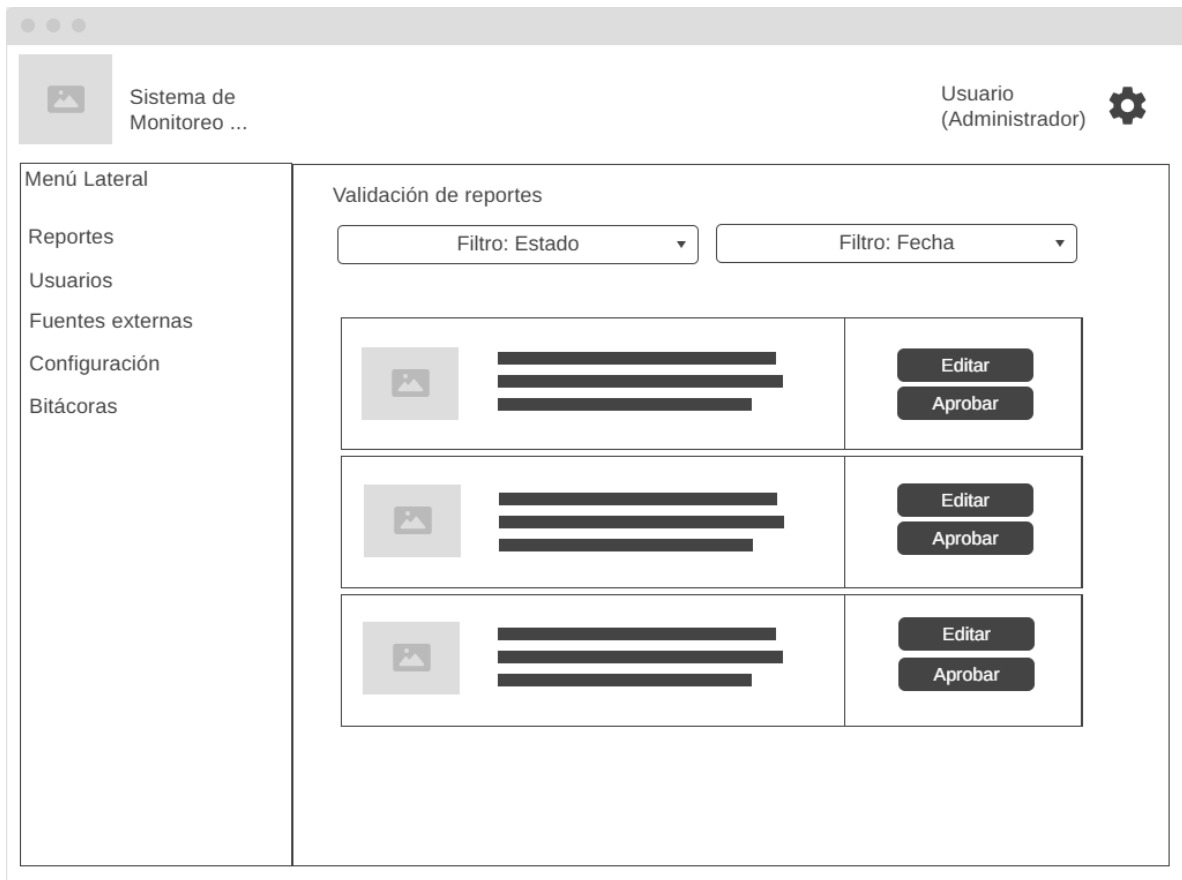 Sistema de
Monitoreo ...
Usuario
(Administrador)
Menú Lateral
Reportes
Usuarios
Fuentes externas
Configuración
Bitácoras
Validación de reportes
Filtro: Estado
Filtro: Fecha
Editar
Aprobar
Editar
Aprobar
Editar
Aprobar